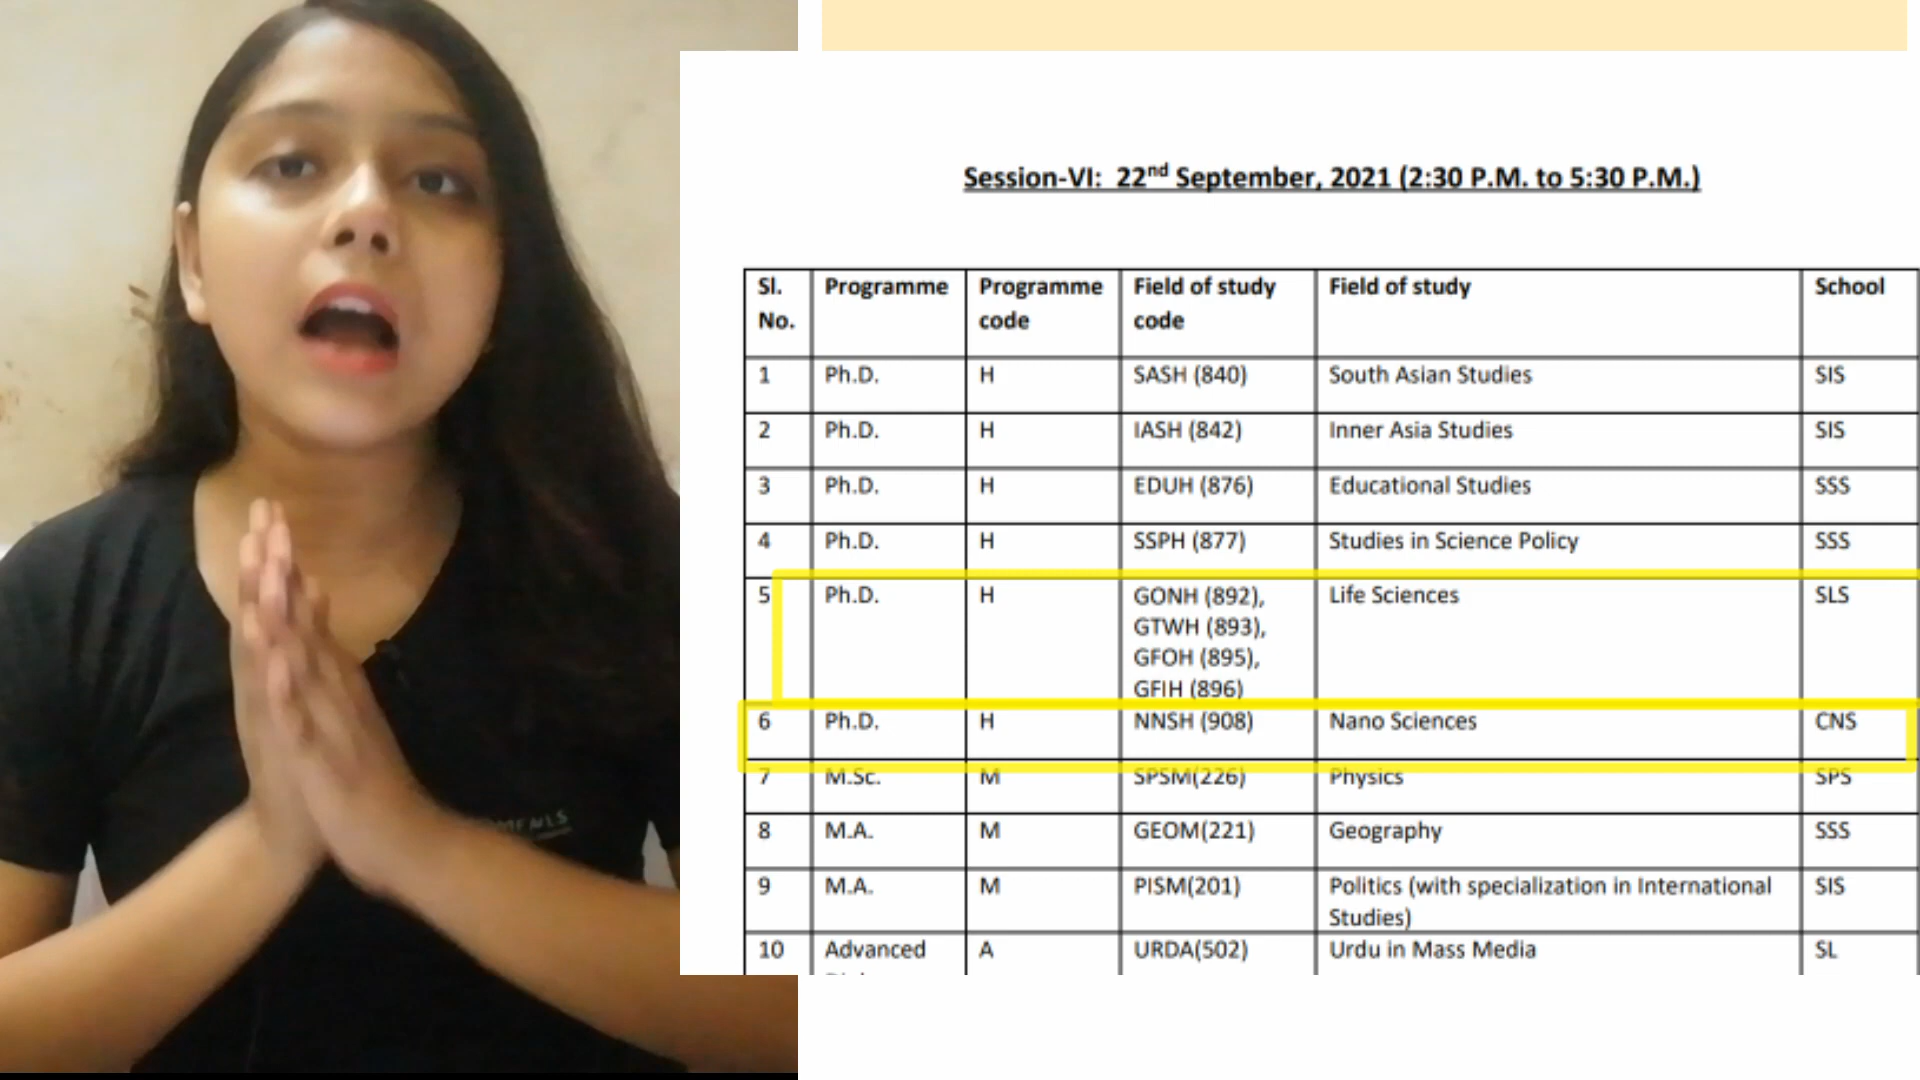 Session-VI: 22nd September, 2021 (2:30 P.M. to 5:30 P.M.)
Sl. No. Programme Programme code Field of study code Field of study School
1 Ph.D. H SASH (840) South Asian Studies SIS
2 Ph.D. H IASH (842) Inner Asia Studies SIS
3 Ph.D. H EDUH (876) Educational Studies SSS
4 Ph.D. H SSPH (877) Studies in Science Policy SSS
5 Ph.D. H GONH (892), Life Sciences SLS
GTWH (893),
GFOH (895),
GFIH (896)
6 Ph.D. H NNSH (908) Nano Sciences CNS
7 M.Sc. M SPSM(226) Physics SPS
8 M.A. M GEOM(221) Geography SSS
9 M.A. M PISM(201) Politics (with specialization in International SIS
Studies)
10 Advanced A URDA(502) Urdu in Mass Media SL